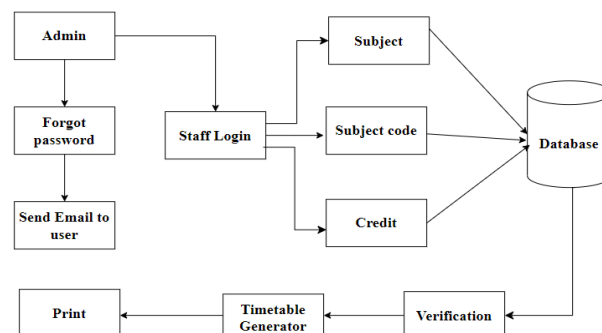 Admin
Subject
Forgot
password
Staff Login
Subject code
Database
Send Email to
user
Credit
Print
Timetable
Generator
Verification